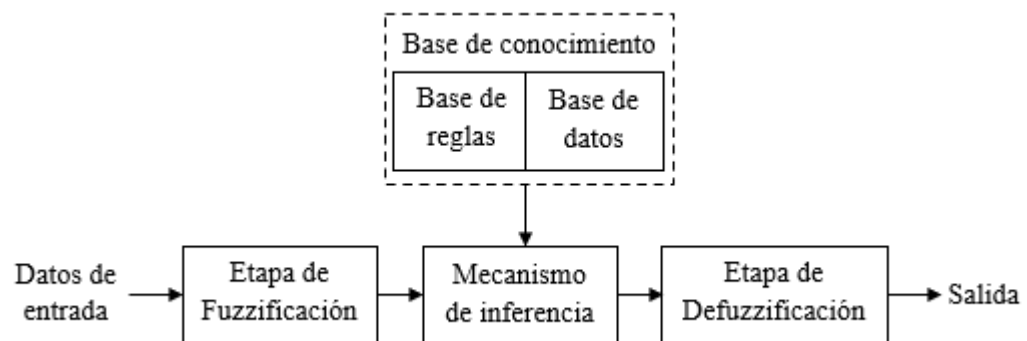 Base de conocimiento
Base de
reglas
Base de
datos
Datos de
entrada
Etapa de
Fuzzificación
Mecanismo
de inferencia
Etapa de
Defuzzificación
Salida